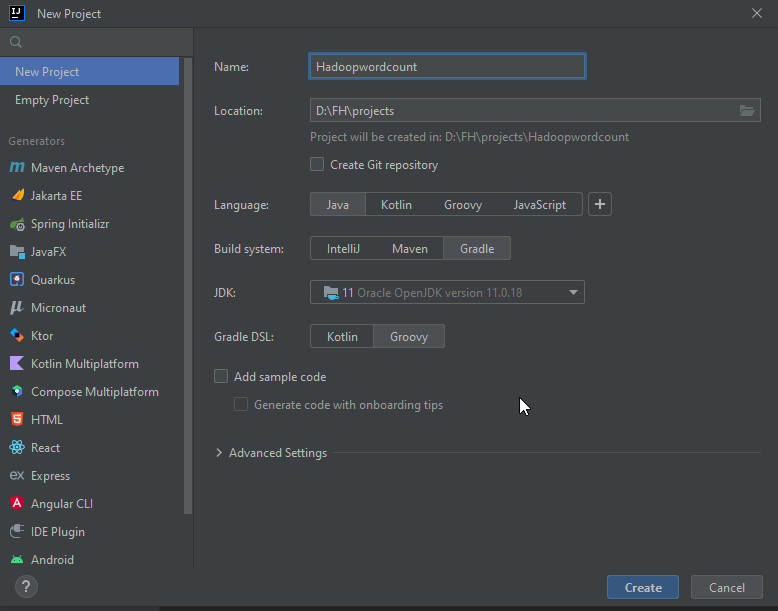 New Project
New Project
Empty Project
Generators
Maven Archetype
Jakarta EE
Spring Initializr
JavaFX
Quarkus
Micronaut
Ktor
Kotlin Multiplatform
Compose Multiplatform
HTML
React
Express
Angular CLI
IDE Plugin
Android
Name: Hadoopwordcount
Location: D:\FH\projects
Project will be created in: D:\FH\projects\Hadoopwordcount
Create Git repository
Language: Java Kotlin Groovy JavaScript +
Build system: IntelliJ Maven Gradle
JDK: 11 Oracle OpenJDK version 11.0.18
Gradle DSL: Kotlin Groovy
Add sample code
Generate code with onboarding tips
Advanced Settings
? Create Cancel